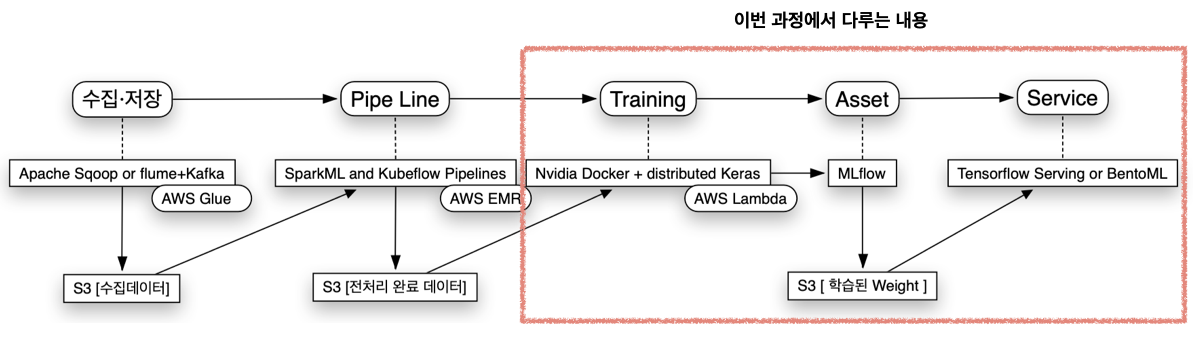 이번 과정에서 다루는 내용
수집·저장
Pipe Line
Training
Asset
Service
Apache Sqoop or flume+Kafka
SparkML and Kubeflow Pipelines
Nvidia Docker + distributed Keras
MLflow
Tensorflow Serving or BentoML
AWS Glue
AWS EMR
AWS Lambda
S3 [수집데이터]
S3 [전처리 완료 데이터]
S3 [ 학습된 Weight ]